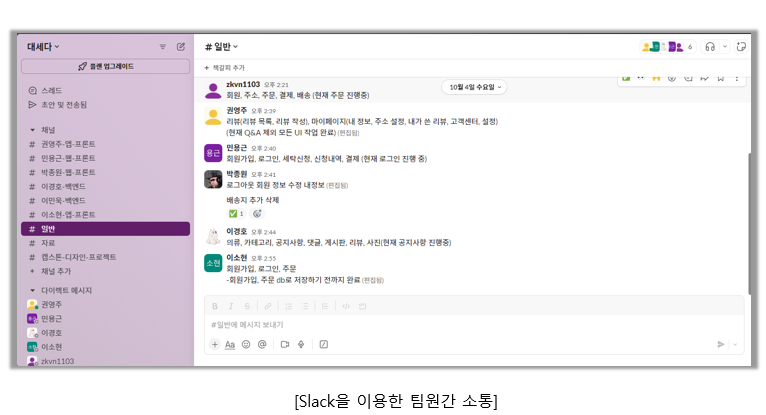 대세다
플랜 업그레이드
스레드
초안 및 전송됨
채널
# 권영주-앱-프론트
# 민용근-웹-프론트
# 박종원-웹-프론트
# 이경호-백엔드
# 이민욱-백엔드
# 이소현-앱-프론트
# 일반
# 자료
# 캡스톤-디자인-프로젝트
+ 채널 추가
다이렉트 메시지
권영주
민용근
이경호
이소현
zkvn1103
# 일반
6
+ 책갈피 추가
10월 4일 수요일
zkvn1103 오후 2:21
회원, 주소, 주문, 결제, 배송 (현재 주문 진행중)
권영주 오후 2:39
리뷰(리뷰 목록, 리뷰 작성), 마이페이지(내 정보, 주소 설정, 내가 쓴 리뷰, 고객센터, 설정)
(현재 Q&A 제외 모든 UI 작업 완료) (편집됨)
용근
민용근 오후 2:40
회원가입, 로그인, 세탁신청, 신청내역, 결제 (현재 로그인 진행 중)
박종원 오후 2:41
로그아웃 회원 정보 수정 내정보 (편집됨)
배송지 추가 삭제
1
이경호 오후 2:44
의류, 카테고리, 공지사항, 댓글, 게시판, 리뷰, 사진(현재 공지사항 진행중)
소현
이소현 오후 2:55
회원가입, 로그인, 주문
-회원가입, 주문 db로 저장하기 전까지 완료 (편집됨)
B I S
#일반에 메시지 보내기
+ Aa @
[Slack을 이용한 팀원간 소통]